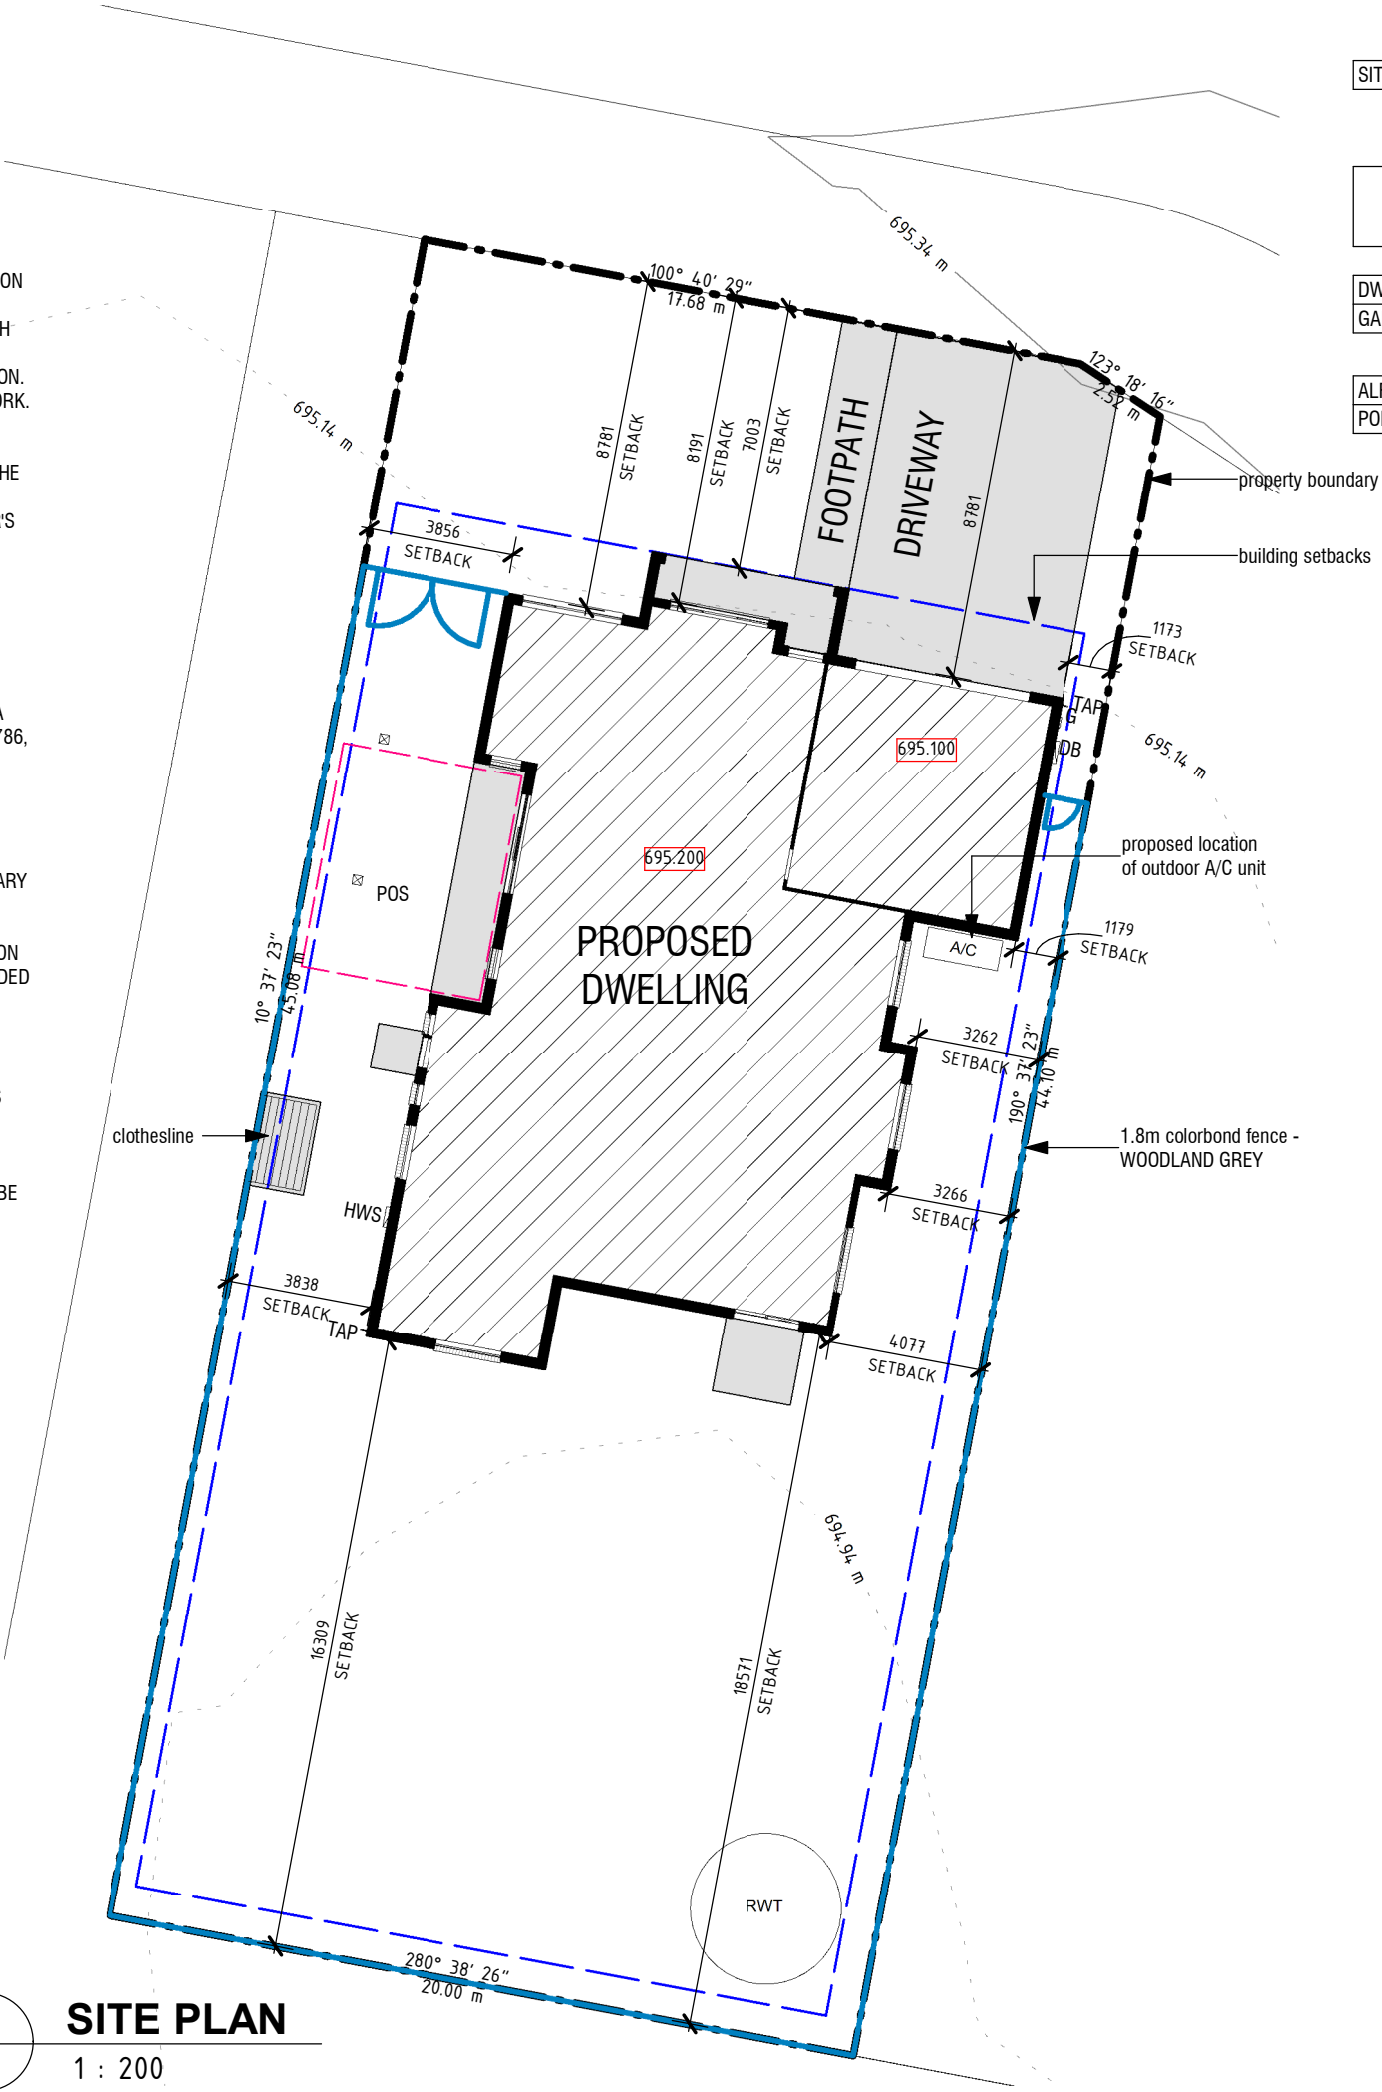 SIT
ON
H
ON.
ORK.
HE
R'S
A
786,
ARY
ON
DED
S
BE
DW
GA
ALF
POR
695.34 m
100° 40' 29"
17.68 m
123° 18' 16"
2.52 m
695.14 m
8781
SETBACK
8191
SETBACK
7003
SETBACK
FOOTPATH
DRIVEWAY
8781
property boundary
building setbacks
3856
SETBACK
1173
SETBACK
TAP
G
DB
695.14 m
695.100
695.200
proposed location
of outdoor A/C unit
POS
PROPOSED
DWELLING
A/C
1179
SETBACK
10° 37' 23"
45.08 m
3262
SETBACK
190° 37' 23"
44.10 m
clothesline
1.8m colorbond fence -
WOODLAND GREY
3266
SETBACK
HWS
3838
SETBACK
TAP
4077
SETBACK
694.94 m
16309
SETBACK
18571
SETBACK
RWT
280° 38' 26"
20.00 m
SITE PLAN
1 : 200